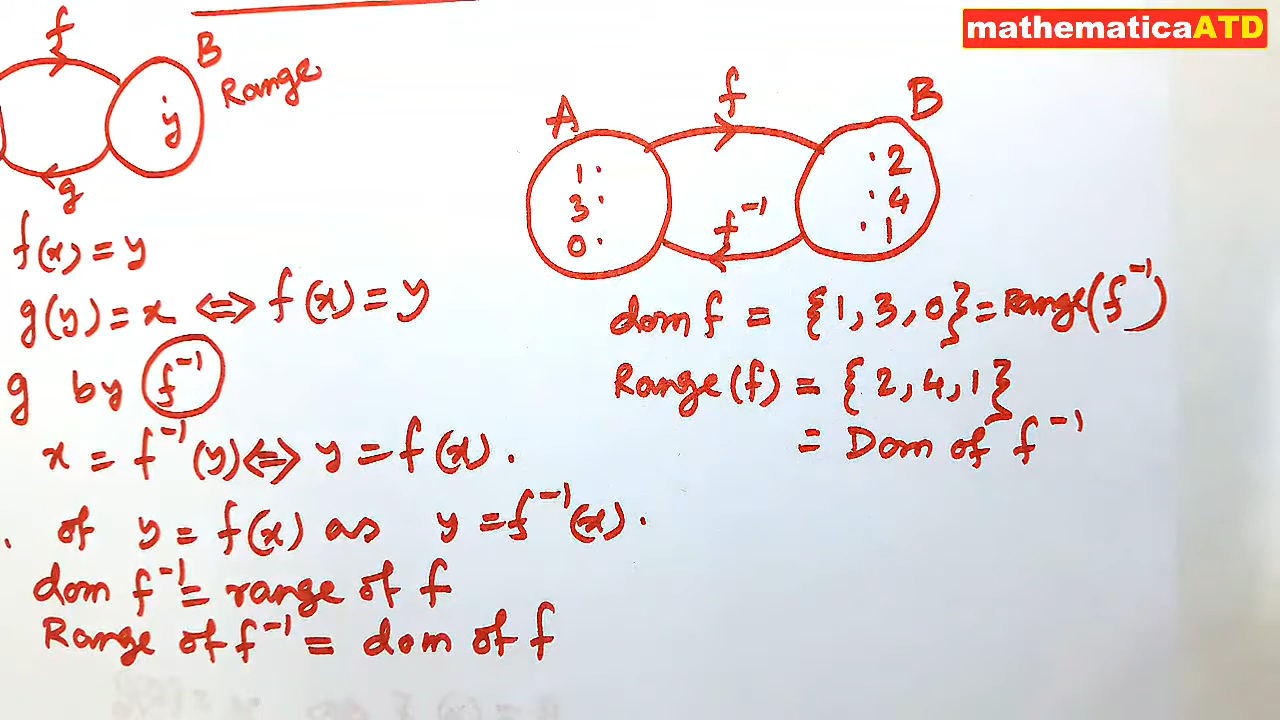 mathematicaATD
f
B
Range
y
g
f(x) = y
g(y) = x ⇔ f(x) = y
g by f⁻¹
x = f⁻¹(y) ⇔ y = f(x).
. of y = f(x) as y = f⁻¹(x).
dom f⁻¹ = range of f
Range of f⁻¹ = dom of f
A
f
B
1.
3.
0.
.2
.4
.1
f⁻¹
dom f = {1, 3, 0} = Range(f⁻¹)
Range(f) = {2, 4, 1}
= Dom of f⁻¹